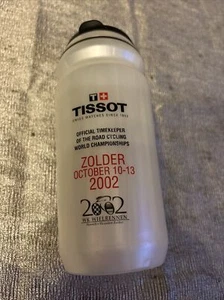 T+
TISSOT
SWISS WATCHES SINCE 1853
OFFICIAL TIMEKEEPER
OF THE ROAD CYCLING
WORLD CHAMPIONSHIPS
ZOLDER
OCTOBER 10-13
2002
2002
WK WIELRENNEN